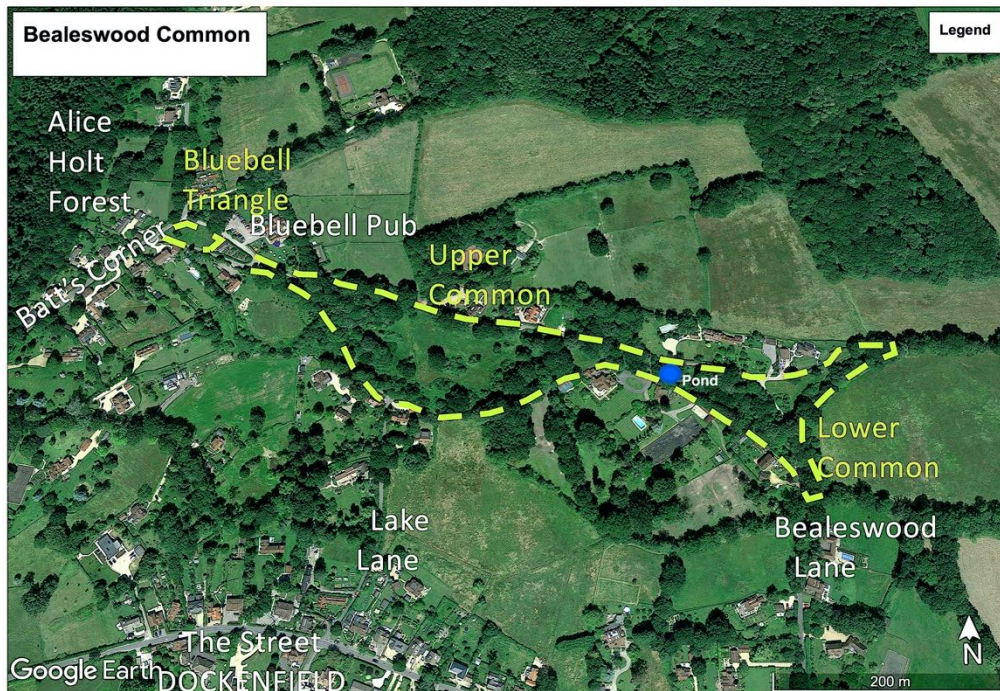 Bealeswood Common
Legend
Alice
Holt
Forest
Bluebell
Triangle
Bluebell Pub
Batt's Corner
Upper
Common
Pond
Lower
Common
Lake
Lane
Bealeswood
Lane
The Street
DOCKENFIELD
Google Earth
N
200 m